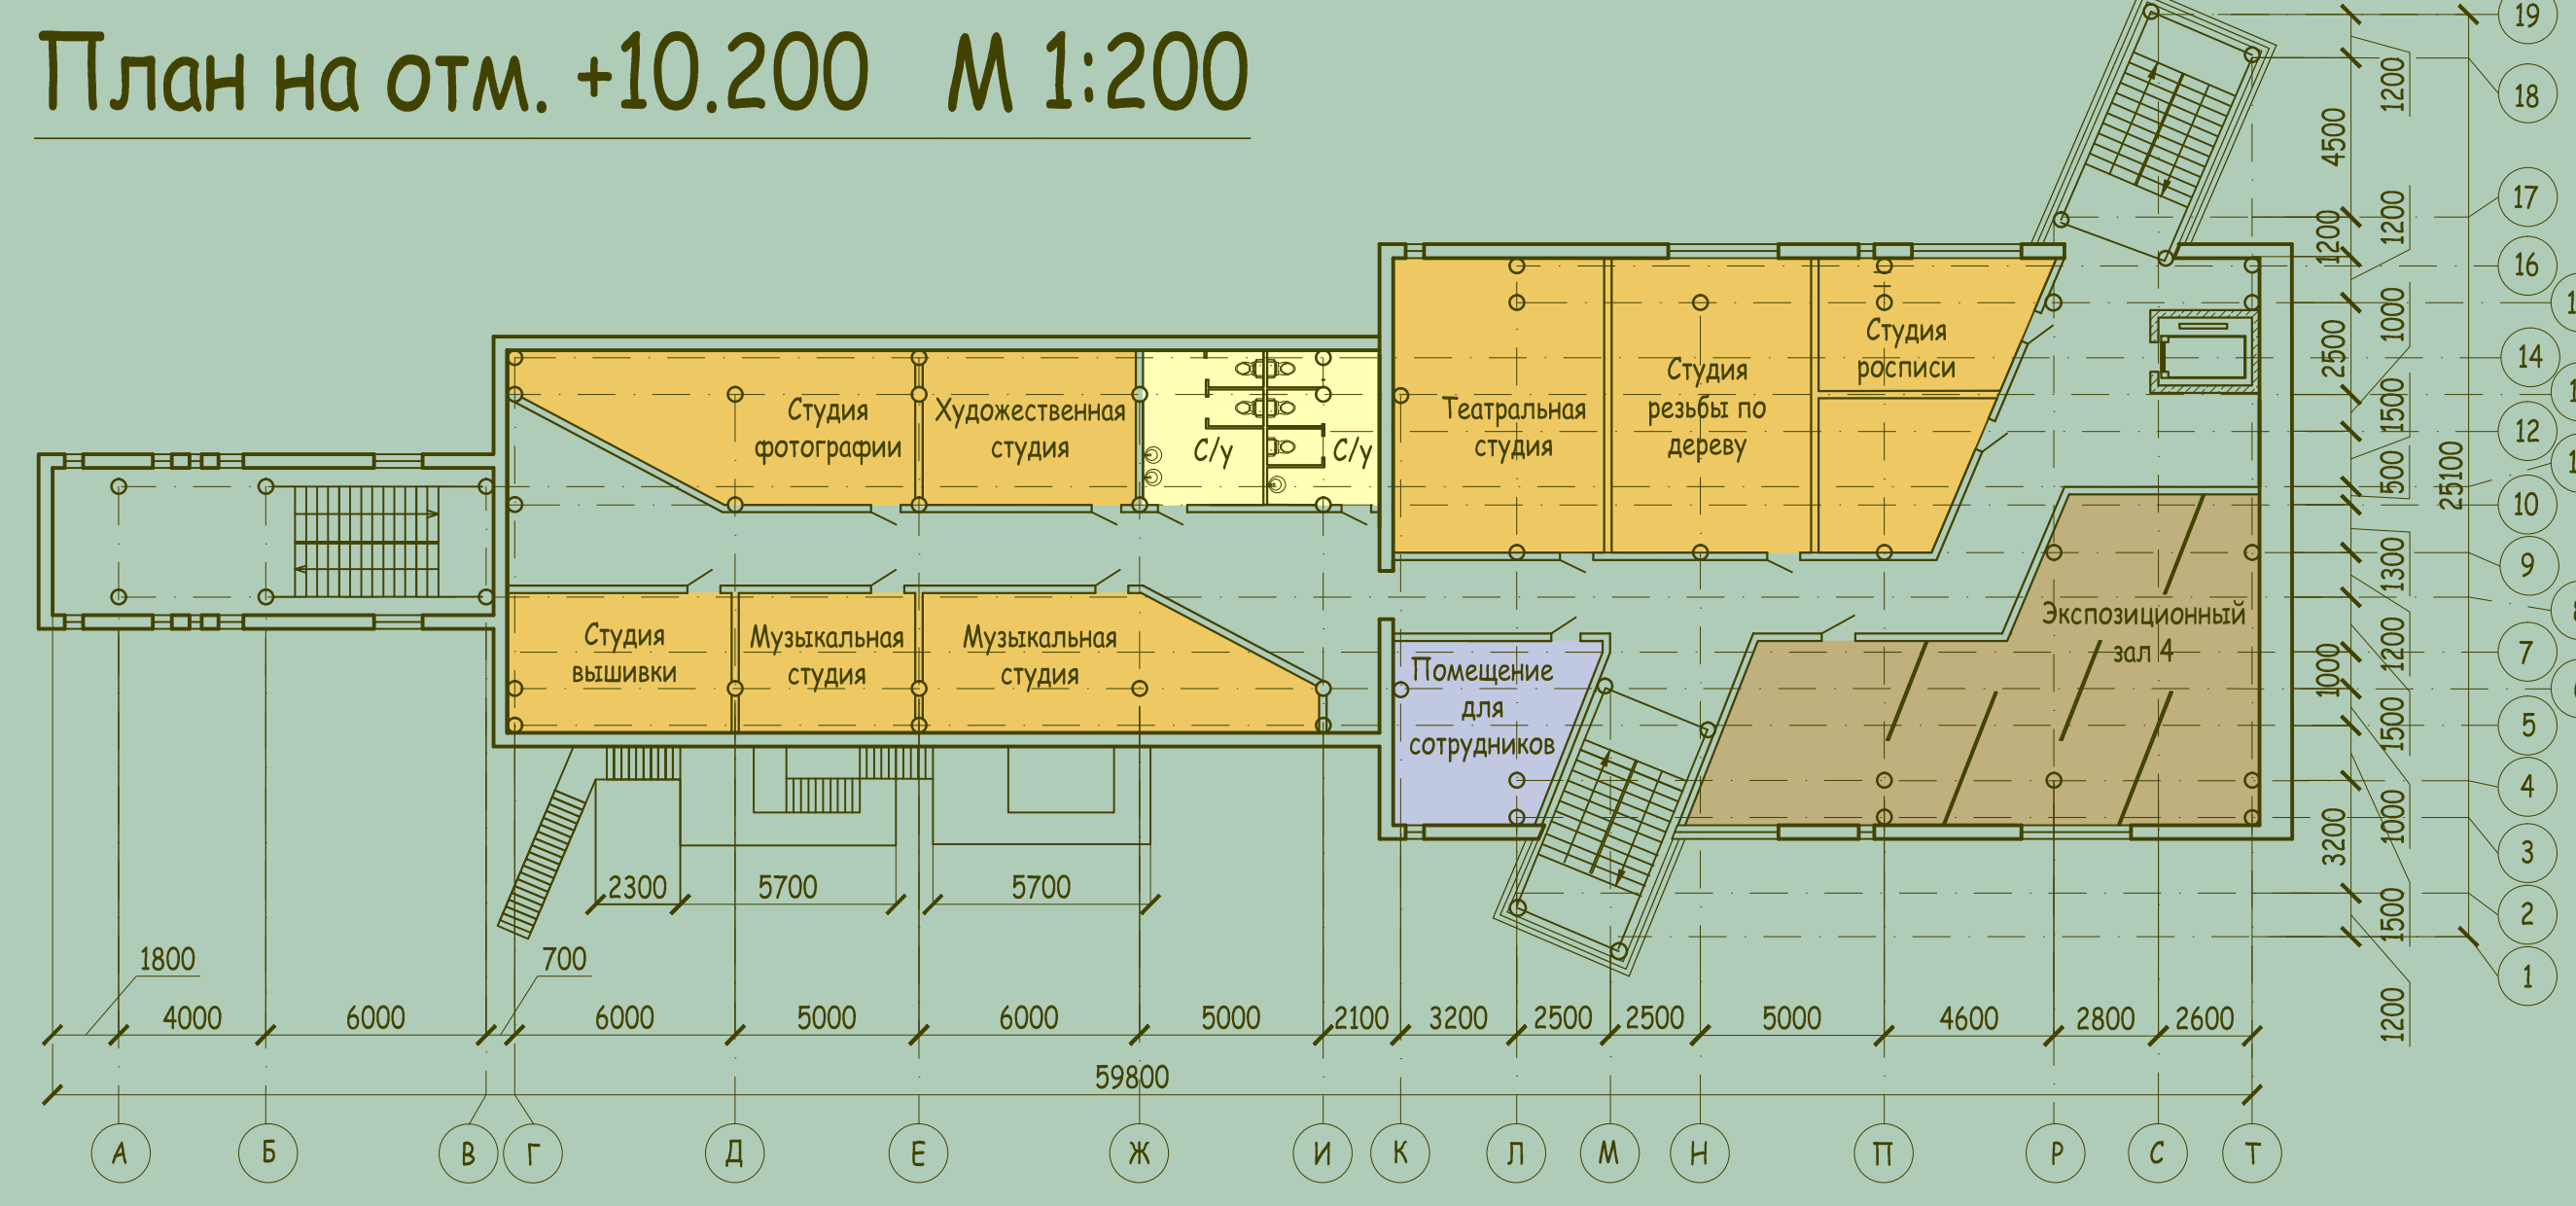 План на отм. +10.200 М 1:200
Студия
фотографии
Художественная
студия
С/у
С/у
Театральная
студия
Студия
резьбы по
дереву
Студия
росписи
Студия
вышивки
Музыкальная
студия
Музыкальная
студия
Помещение
для
сотрудников
Экспозиционный
зал 4
2300
5700
5700
1800
700
4000
6000
6000
5000
6000
5000
2100
3200
2500
2500
5000
4600
2800
2600
59800
А
Б
В
Г
Д
Е
Ж
И
К
Л
М
Н
П
Р
С
Т
4500
1200
2500
1000
3200
1200
1200
1000
1500
500
1300
1200
1500
1000
1500
1200
25100
19
18
17
16
14
12
10
9
7
5
4
3
2
1